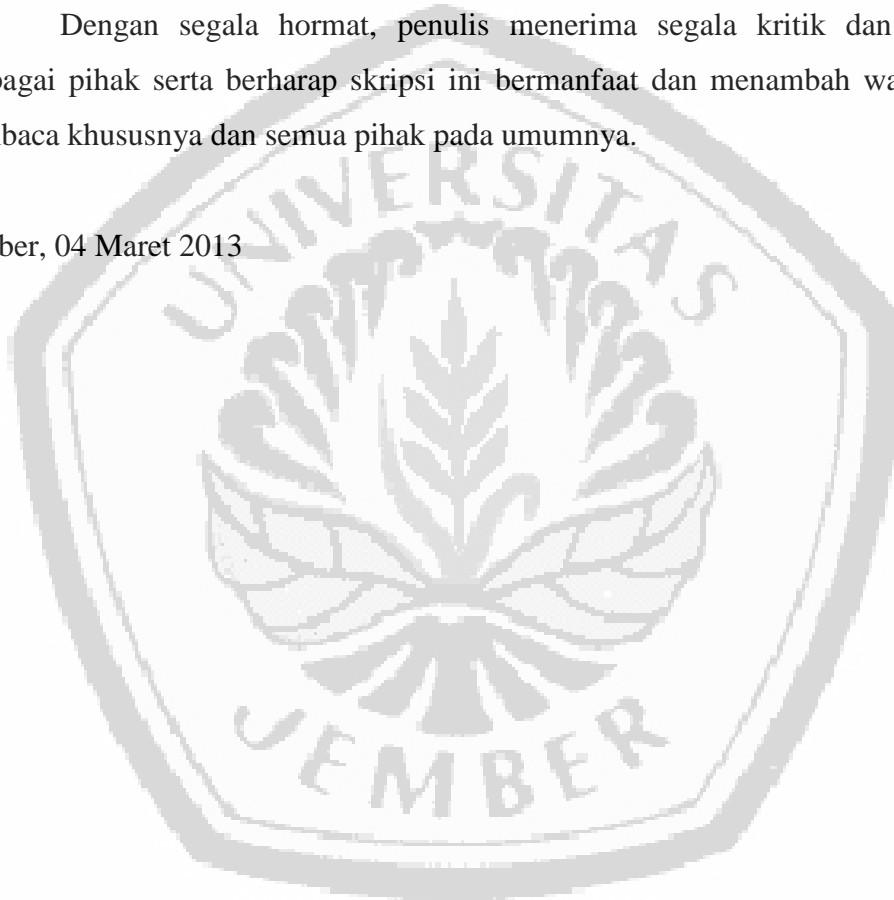 Dengan segala hormat, penulis menerima segala kritik dan
bagai pihak serta berharap skripsi ini bermanfaat dan menambah wa
baca khususnya dan semua pihak pada umumnya.
ber, 04 Maret 2013
UNIVERSITAS
JEMBER